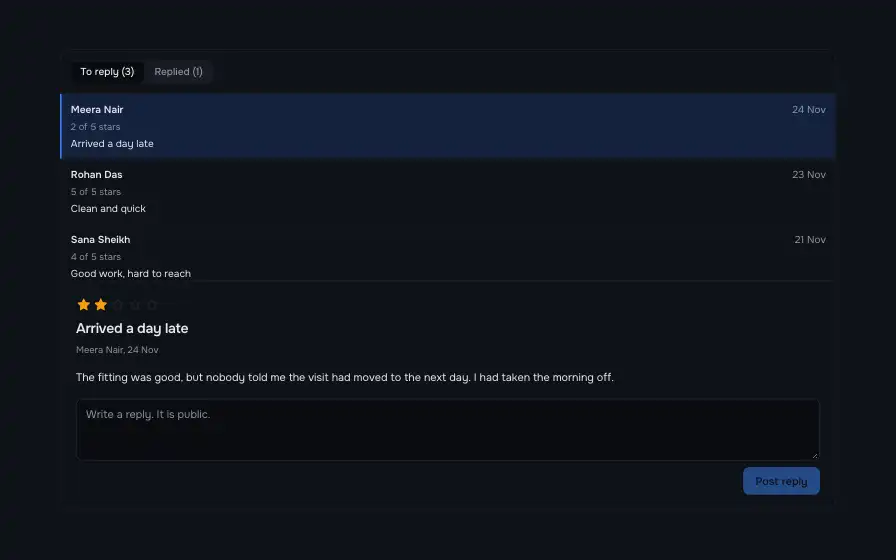 To reply (3)
Replied (1)
Meera Nair
24 Nov
2 of 5 stars
Arrived a day late
Rohan Das
23 Nov
5 of 5 stars
Clean and quick
Sana Sheikh
21 Nov
4 of 5 stars
Good work, hard to reach
Arrived a day late
Meera Nair, 24 Nov
The fitting was good, but nobody told me the visit had moved to the next day. I had taken the morning off.
Write a reply. It is public.
Post reply